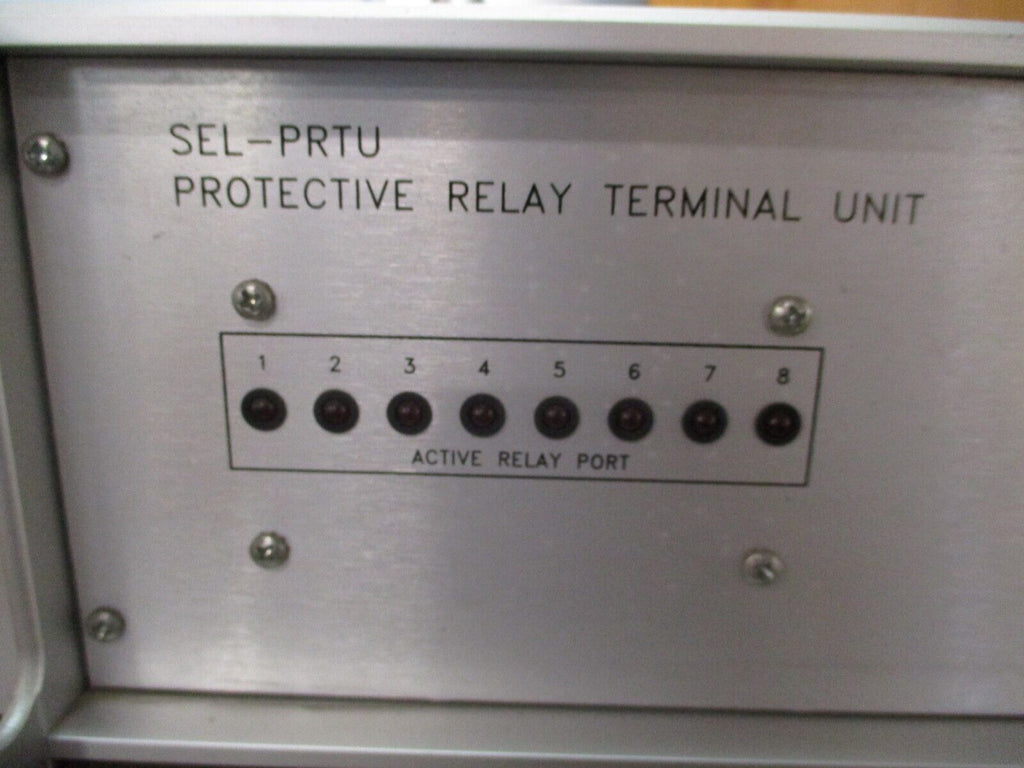 SEL-PRTU
PROTECTIVE RELAY TERMINAL UNIT
1 2 3 4 5 6 7 8
ACTIVE RELAY PORT